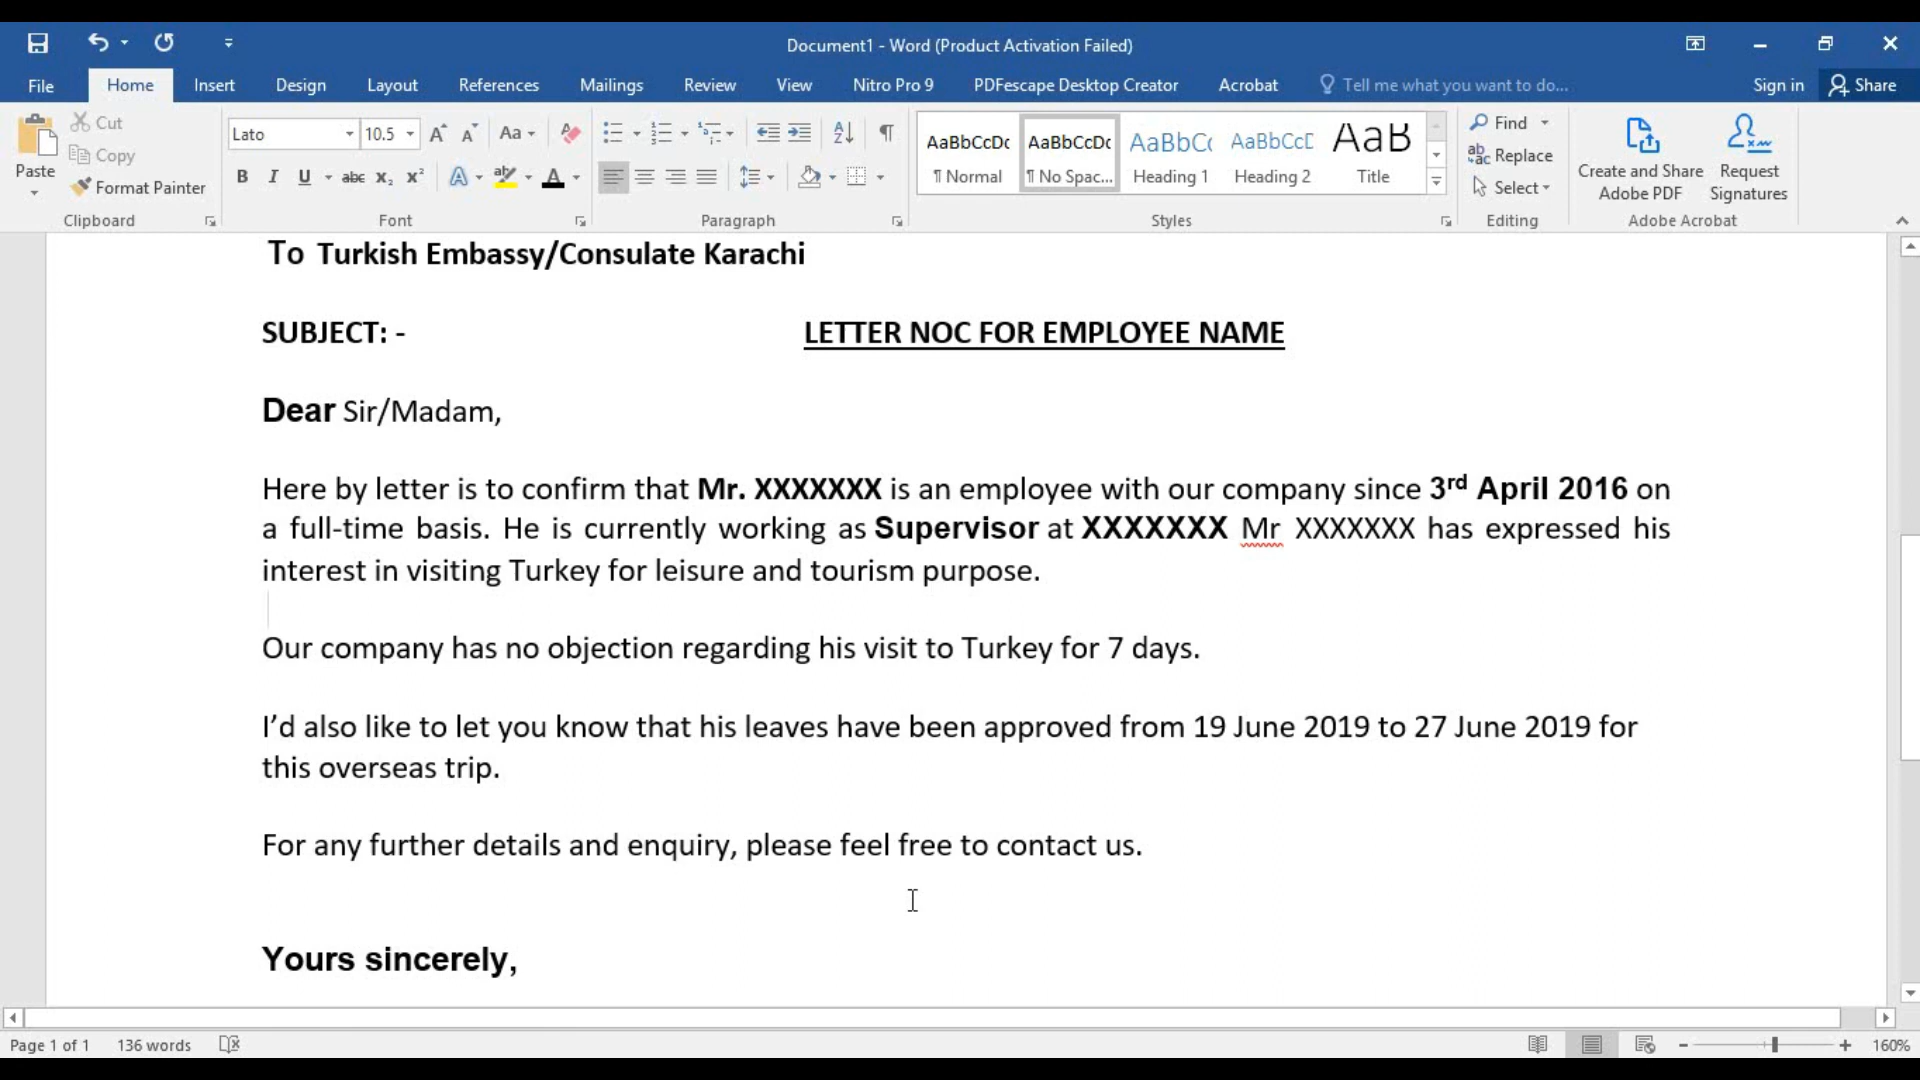 Document1 - Word (Product Activation Failed)
File Home Insert Design Layout References Mailings Review View Nitro Pro 9 PDFescape Desktop Creator Acrobat Tell me what you want to do... Sign in Share
Paste
Cut
Copy
Format Painter
Clipboard
Lato 10.5
Font
Paragraph
AaBbCcDc AaBbCcDc AaBbCc AaBbCcD AaB
¶ Normal ¶ No Spac... Heading 1 Heading 2 Title
Styles
Find
Replace
Select
Editing
Create and Share Adobe PDF
Request Signatures
Adobe Acrobat
To Turkish Embassy/Consulate Karachi
SUBJECT: - LETTER NOC FOR EMPLOYEE NAME
Dear Sir/Madam,
Here by letter is to confirm that Mr. XXXXXXX is an employee with our company since 3rd April 2016 on
a full-time basis. He is currently working as Supervisor at XXXXXXX Mr XXXXXXX has expressed his
interest in visiting Turkey for leisure and tourism purpose.
Our company has no objection regarding his visit to Turkey for 7 days.
I’d also like to let you know that his leaves have been approved from 19 June 2019 to 27 June 2019 for
this overseas trip.
For any further details and enquiry, please feel free to contact us.
Yours sincerely,
Page 1 of 1 136 words 160%